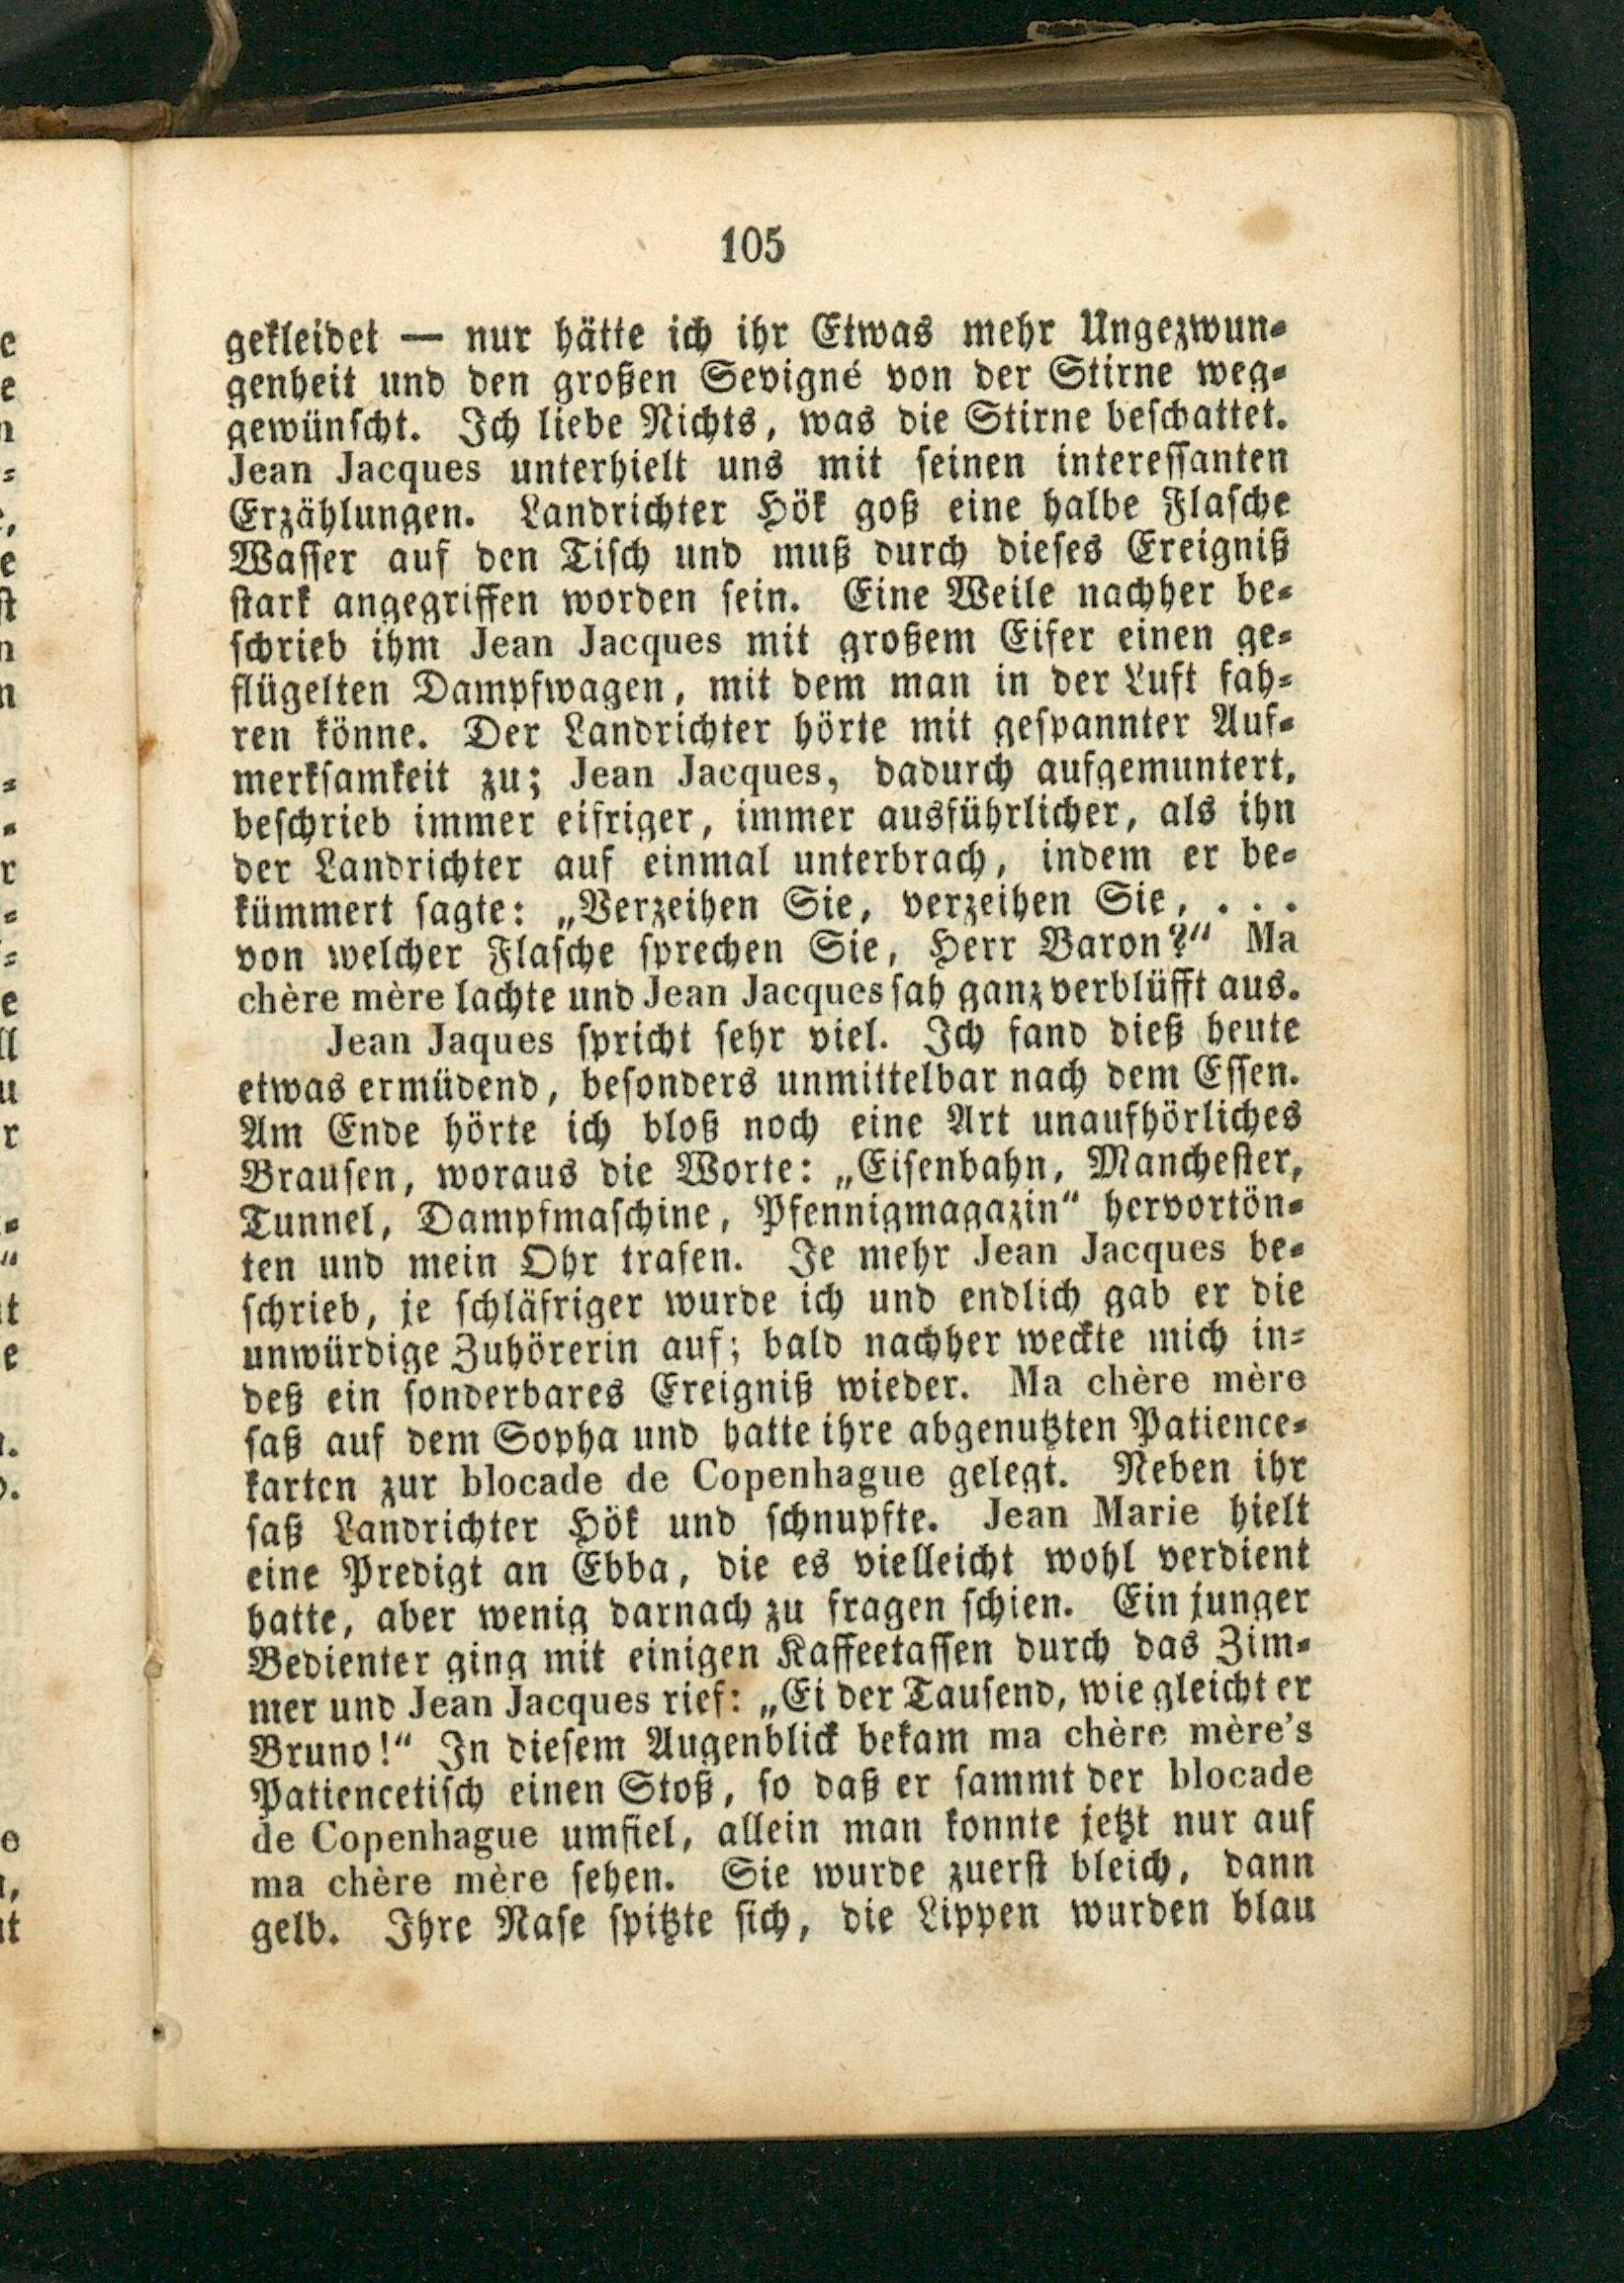 105
gekleidet — nur hätte ich ihr Etwas mehr Ungezwun-
genheit und den großen Sevigné von der Stirne weg-
gewünscht. Ich liebe Nichts, was die Stirne beschattet.
Jean Jacques unterhielt uns mit seinen interessanten
Erzählungen. Landrichter Hök goß eine halbe Flasche
Wasser auf den Tisch und muß durch dieses Ereigniß
stark angegriffen worden sein. Eine Weile nachher be-
schrieb ihm Jean Jacques mit großem Eifer einen ge-
flügelten Dampfwagen, mit dem man in der Luft fah-
ren könne. Der Landrichter hörte mit gespannter Auf-
merksamkeit zu; Jean Jacques, dadurch aufgemuntert,
beschrieb immer eifriger, immer ausführlicher, als ihn
der Landrichter auf einmal unterbrach, indem er be-
kümmert sagte: „Verzeihen Sie, verzeihen Sie, . . .
von welcher Flasche sprechen Sie, Herr Baron?“ Ma
chère mère lachte und Jean Jacques sah ganz verblüfft aus.
Jean Jaques spricht sehr viel. Ich fand dieß heute
etwas ermüdend, besonders unmittelbar nach dem Essen.
Am Ende hörte ich bloß noch eine Art unaufhörliches
Brausen, woraus die Worte: „Eisenbahn, Manchester,
Tunnel, Dampfmaschine, Pfennigmagazin“ hervortön-
ten und mein Ohr trafen. Je mehr Jean Jacques be-
schrieb, je schläfriger wurde ich und endlich gab er die
unwürdige Zuhörerin auf; bald nachher weckte mich in-
deß ein sonderbares Ereigniß wieder. Ma chère mère
saß auf dem Sopha und hatte ihre abgenutzten Patience-
karten zur blocade de Copenhague gelegt. Neben ihr
saß Landrichter Hök und schnupfte. Jean Marie hielt
eine Predigt an Ebba, die es vielleicht wohl verdient
hatte, aber wenig darnach zu fragen schien. Ein junger
Bedienter ging mit einigen Kaffeetassen durch das Zim-
mer und Jean Jacques rief: „Ei der Tausend, wie gleicht er
Bruno!“ In diesem Augenblick bekam ma chère mère's
Patiencetisch einen Stoß, so daß er sammt der blocade
de Copenhague umfiel, allein man konnte jetzt nur auf
ma chère mère sehen. Sie wurde zuerst bleich, dann
gelb. Ihre Nase spitzte sich, die Lippen wurden blau